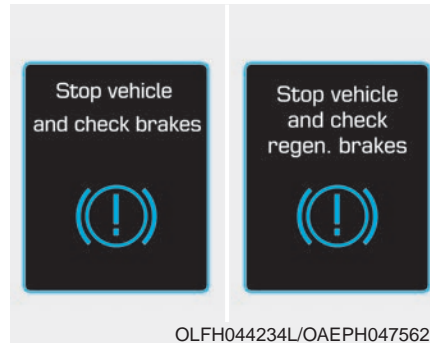 Stop vehicle
and check brakes
Stop vehicle
and check
regen. brakes
OLFH044234L/OAEPH047562